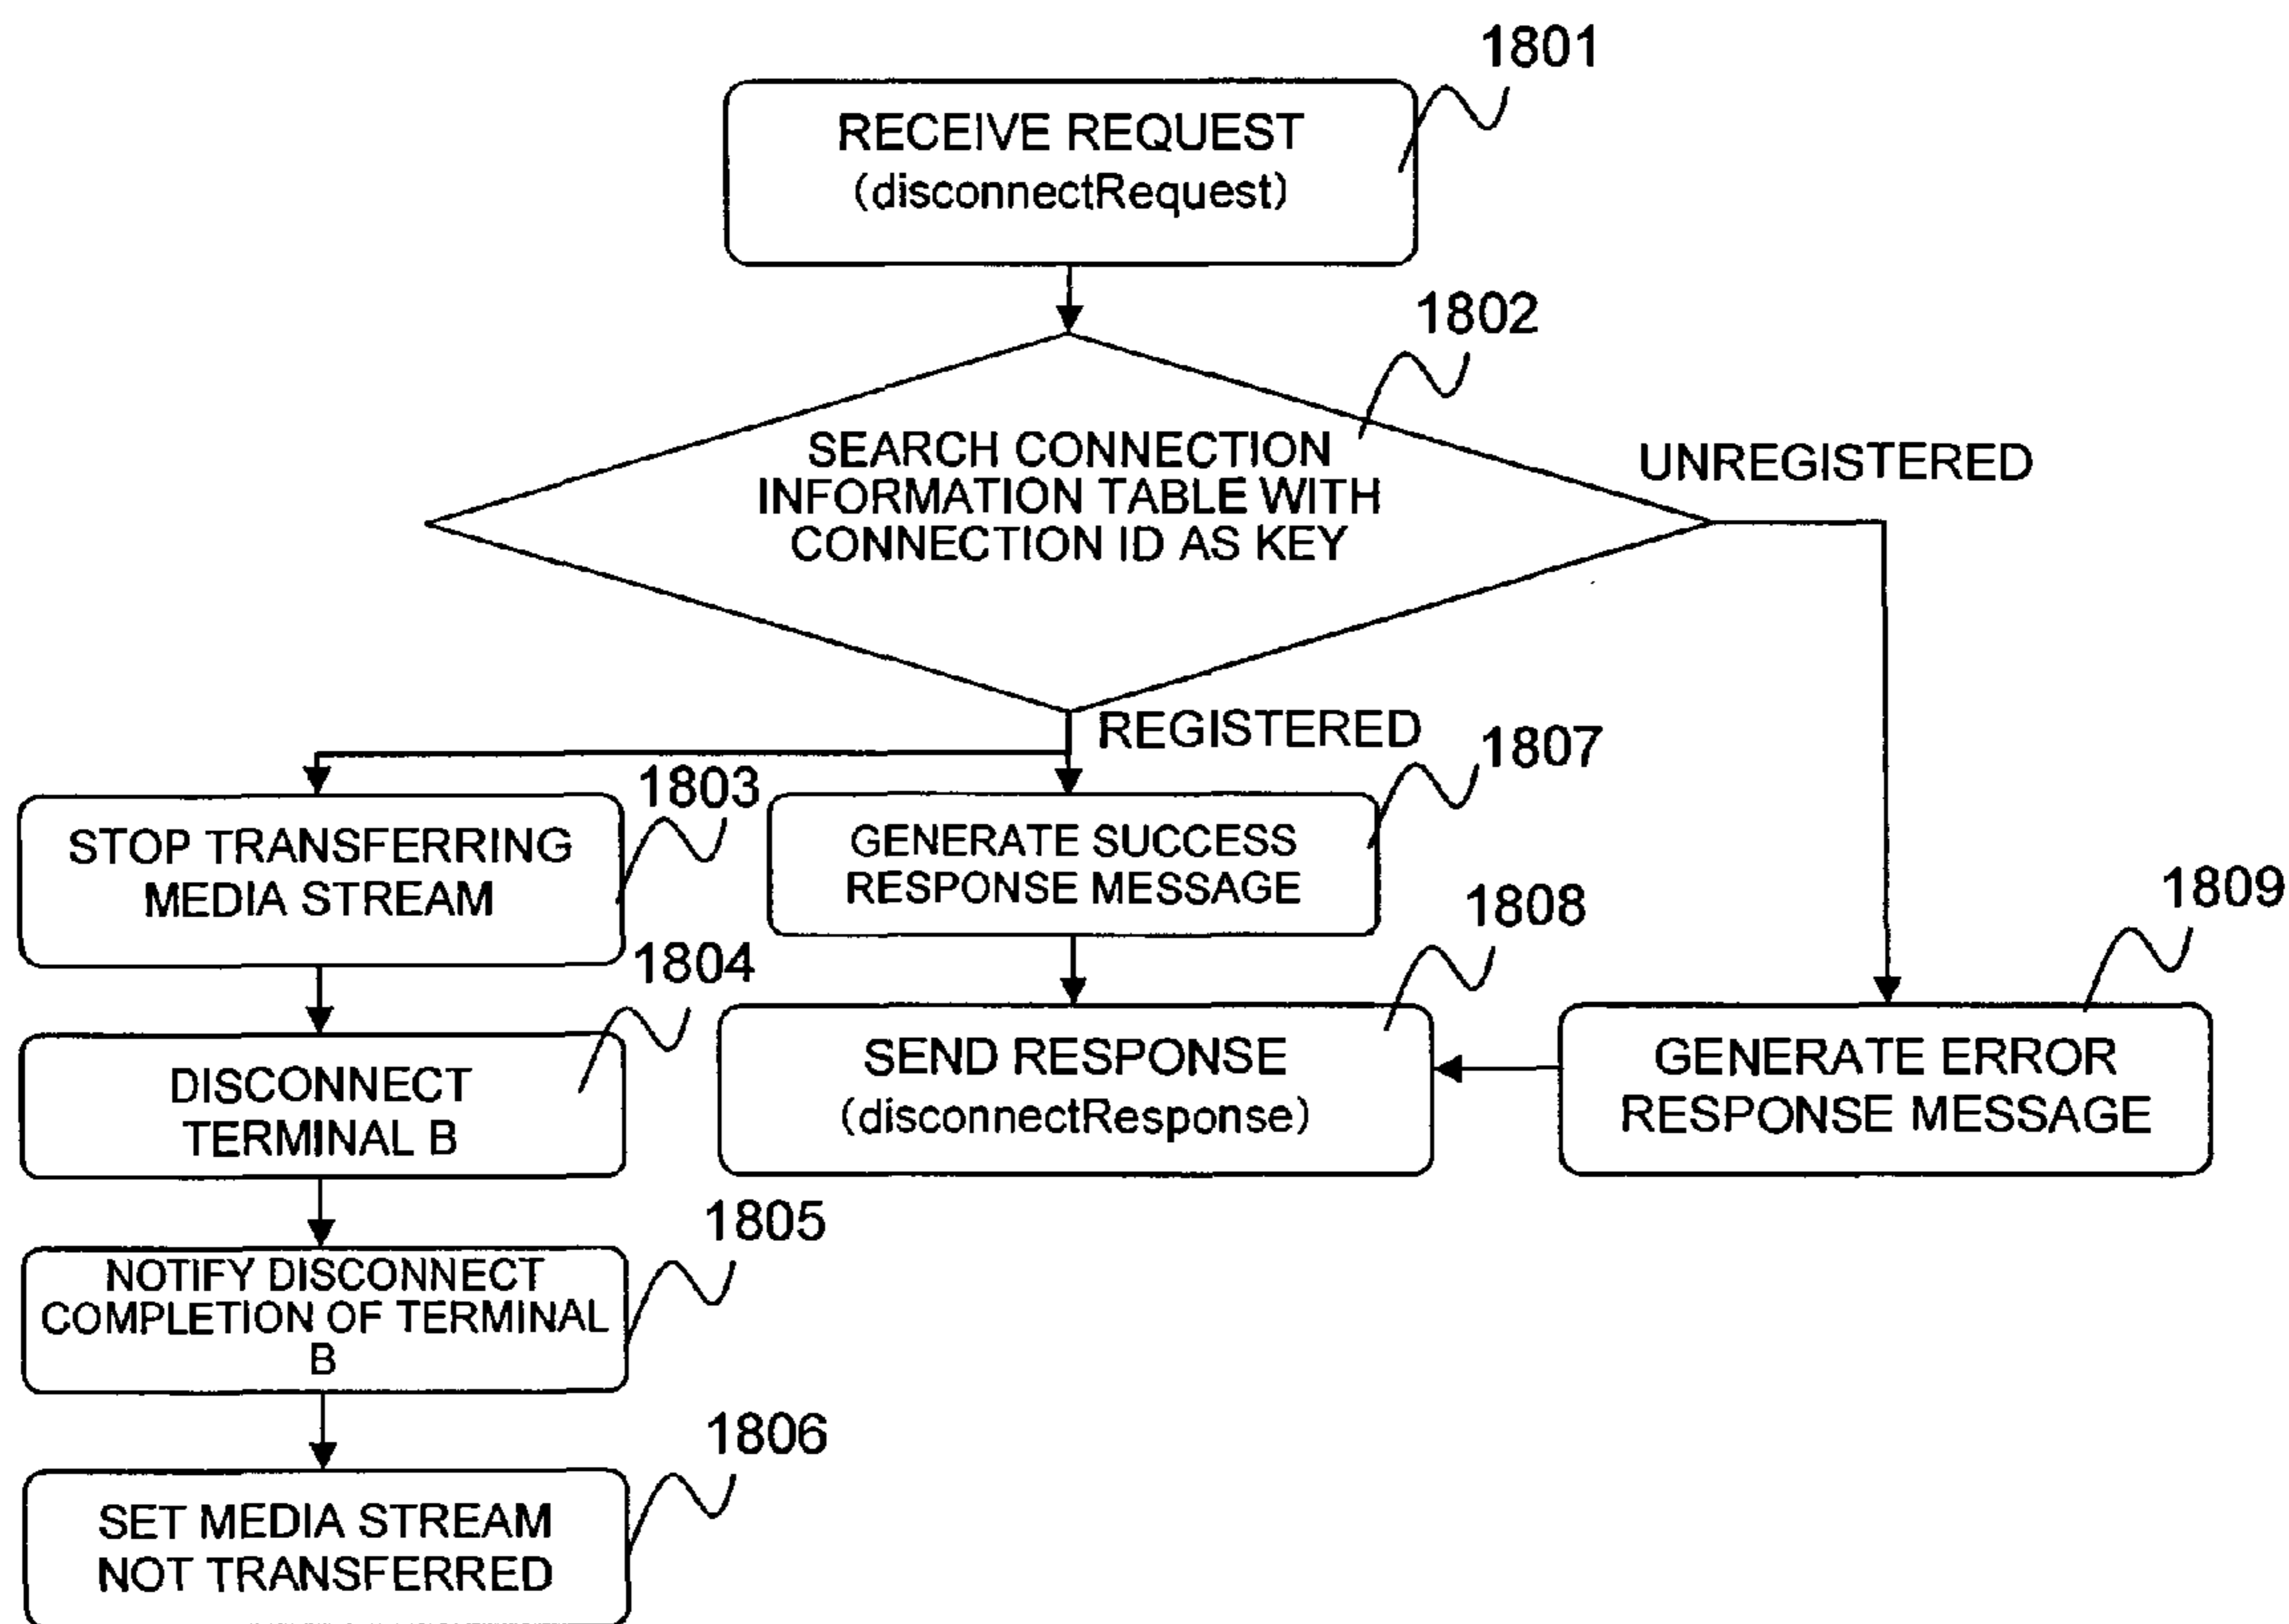 1801
RECEIVE REQUEST
(disconnectRequest)
1802
SEARCH CONNECTION
INFORMATION TABLE WITH
CONNECTION ID AS KEY
UNREGISTERED
REGISTERED
1803
STOP TRANSFERRING
MEDIA STREAM
1807
GENERATE SUCCESS
RESPONSE MESSAGE
1804
DISCONNECT
TERMINAL B
1808
SEND RESPONSE
(disconnectResponse)
1809
GENERATE ERROR
RESPONSE MESSAGE
1805
NOTIFY DISCONNECT
COMPLETION OF TERMINAL
B
1806
SET MEDIA STREAM
NOT TRANSFERRED